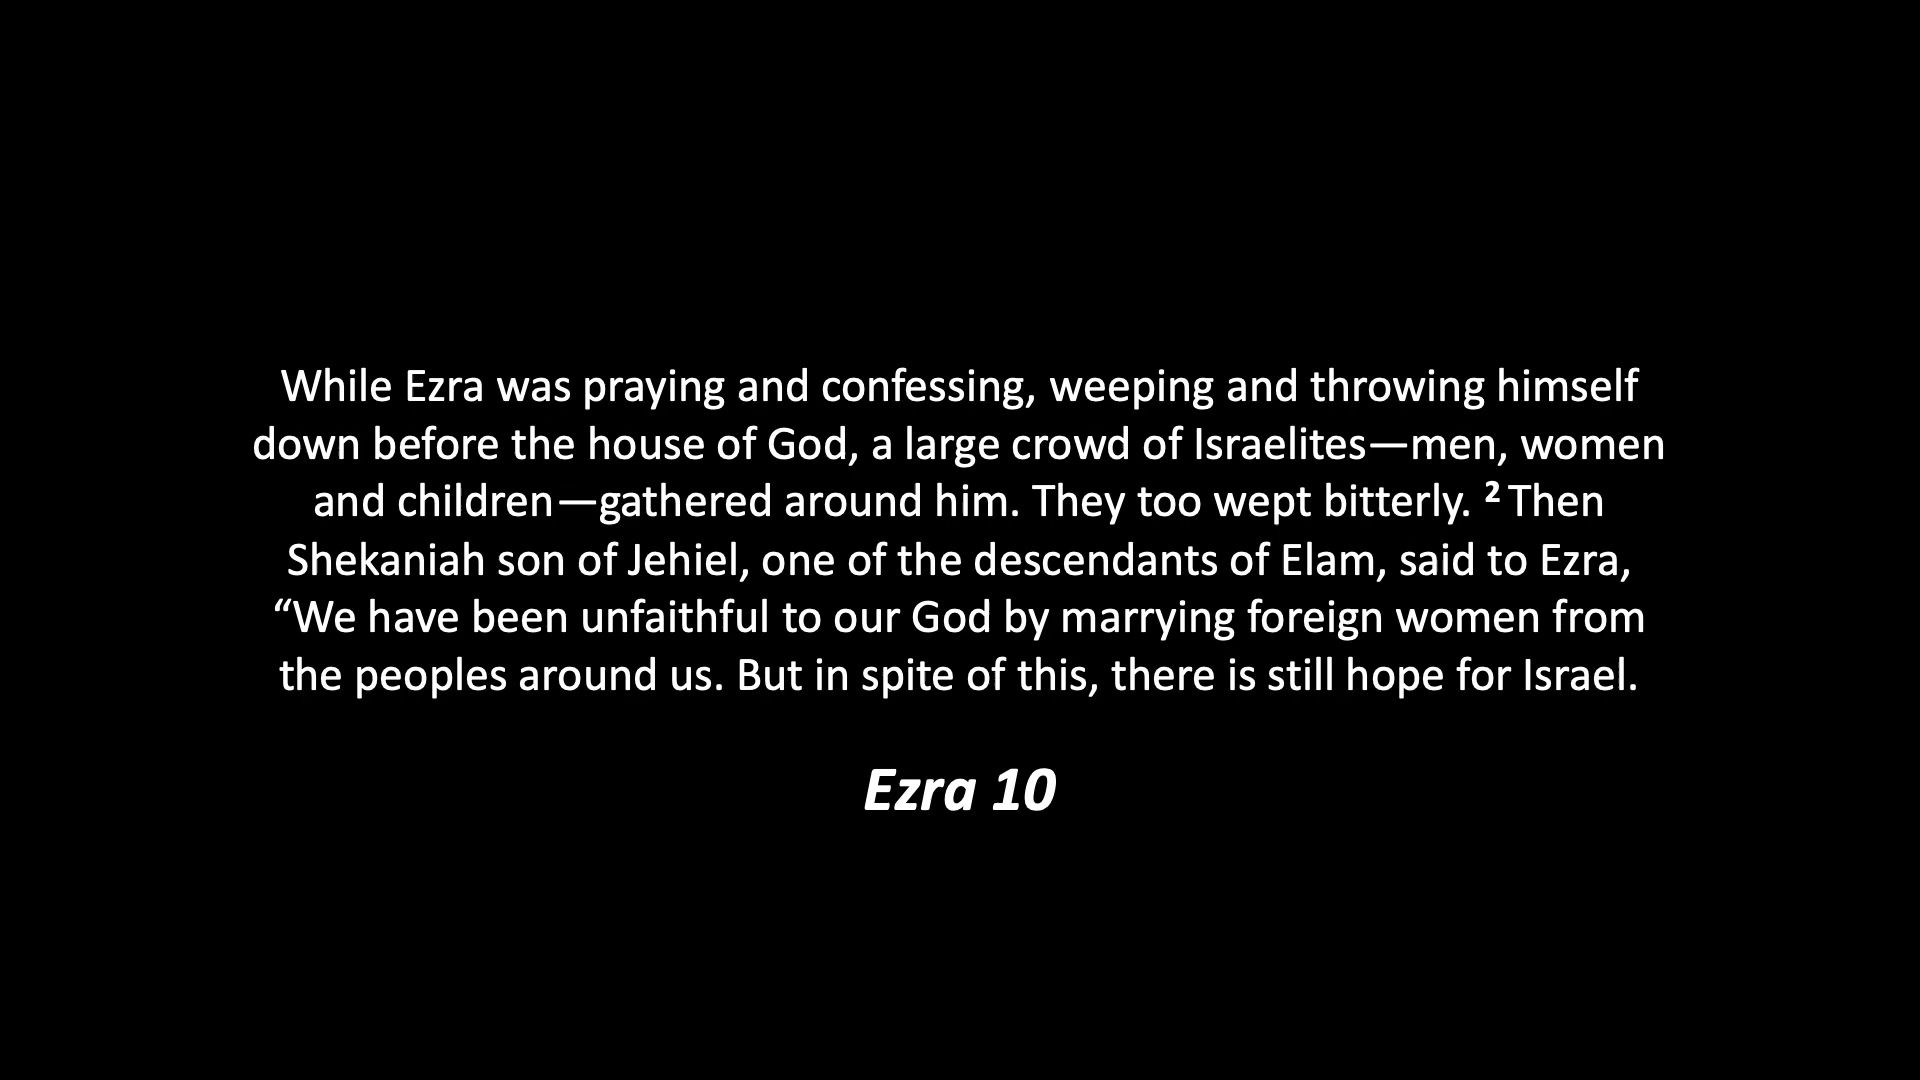 While Ezra was praying and confessing, weeping and throwing himself
down before the house of God, a large crowd of Israelites—men, women
and children—gathered around him. They too wept bitterly. ² Then
Shekaniah son of Jehiel, one of the descendants of Elam, said to Ezra,
“We have been unfaithful to our God by marrying foreign women from
the peoples around us. But in spite of this, there is still hope for Israel.
Ezra 10